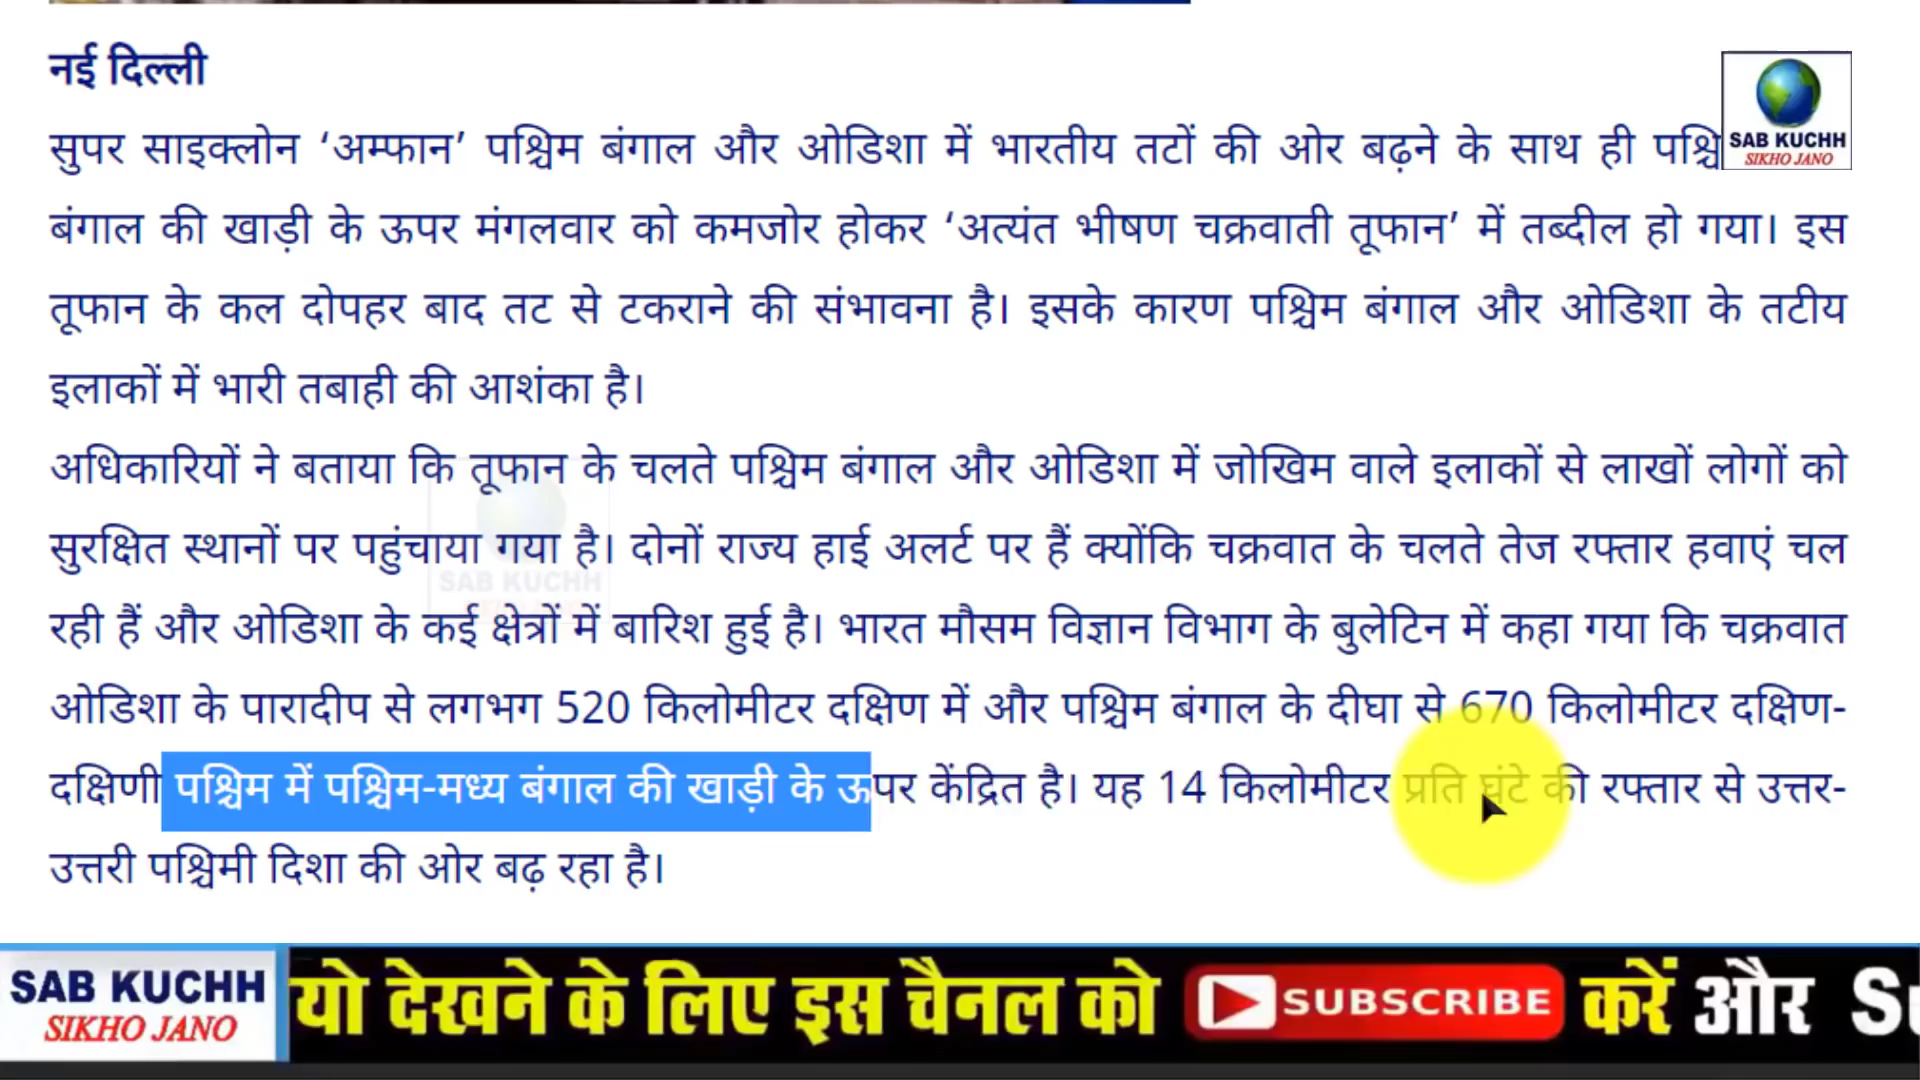 नई दिल्ली
सुपर साइक्लोन ‘अम्फान’ पश्चिम बंगाल और ओडिशा में भारतीय तटों की ओर बढ़ने के साथ ही पश्चि
SAB KUCHH
SIKHO JANO
बंगाल की खाड़ी के ऊपर मंगलवार को कमजोर होकर ‘अत्यंत भीषण चक्रवाती तूफान’ में तब्दील हो गया। इस
तूफान के कल दोपहर बाद तट से टकराने की संभावना है। इसके कारण पश्चिम बंगाल और ओडिशा के तटीय
इलाकों में भारी तबाही की आशंका है।
अधिकारियों ने बताया कि तूफान के चलते पश्चिम बंगाल और ओडिशा में जोखिम वाले इलाकों से लाखों लोगों को
सुरक्षित स्थानों पर पहुंचाया गया है। दोनों राज्य हाई अलर्ट पर हैं क्योंकि चक्रवात के चलते तेज रफ्तार हवाएं चल
SAB KUCHH
रही हैं और ओडिशा के कई क्षेत्रों में बारिश हुई है। भारत मौसम विज्ञान विभाग के बुलेटिन में कहा गया कि चक्रवात
ओडिशा के पारादीप से लगभग 520 किलोमीटर दक्षिण में और पश्चिम बंगाल के दीघा से 670 किलोमीटर दक्षिण-
दक्षिणी पश्चिम में पश्चिम-मध्य बंगाल की खाड़ी के ऊपर केंद्रित है। यह 14 किलोमीटर प्रति घंटे की रफ्तार से उत्तर-
उत्तरी पश्चिमी दिशा की ओर बढ़ रहा है।
SAB KUCHH
SIKHO JANO
यो देखने के लिए इस चैनल को SUBSCRIBE करें और Su